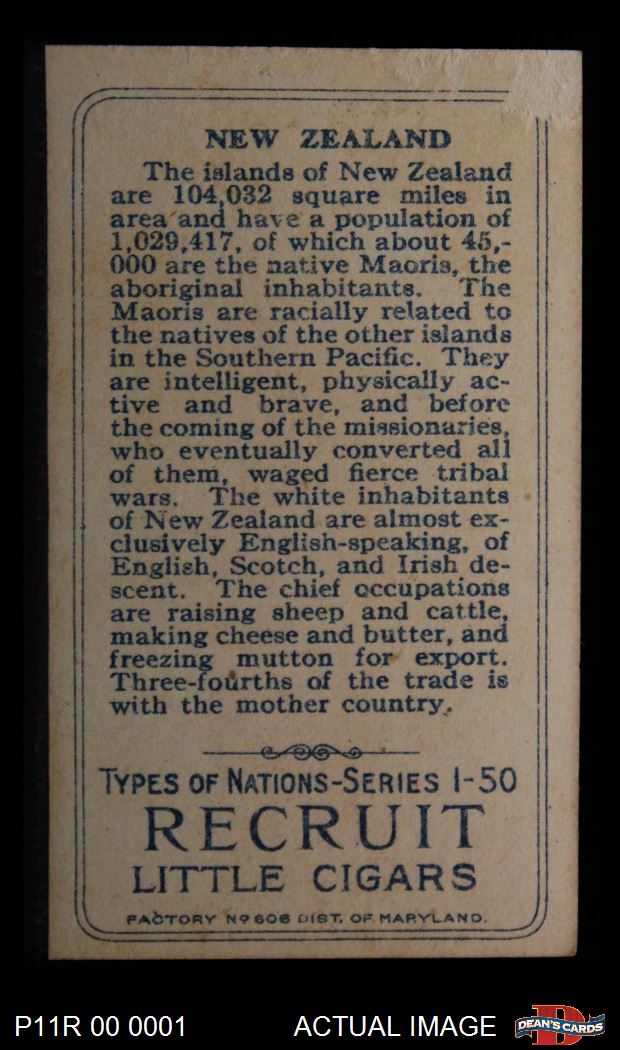 NEW ZEALAND
The islands of New Zealand
are 104,032 square miles in
area and have a population of
1,029,417, of which about 45,-
000 are the native Maoris, the
aboriginal inhabitants. The
Maoris are racially related to
the natives of the other islands
in the Southern Pacific. They
are intelligent, physically ac-
tive and brave, and before
the coming of the missionaries,
who eventually converted all
of them, waged fierce tribal
wars. The white inhabitants
of New Zealand are almost ex-
clusively English-speaking, of
English, Scotch, and Irish de-
scent. The chief occupations
are raising sheep and cattle,
making cheese and butter, and
freezing mutton for export.
Three-fourths of the trade is
with the mother country.
TYPES OF NATIONS-SERIES 1-50
RECRUIT
LITTLE CIGARS
FACTORY Nº 606 DIST. OF MARYLAND.
P11R 00 0001 ACTUAL IMAGE D DEAN'S CARDS